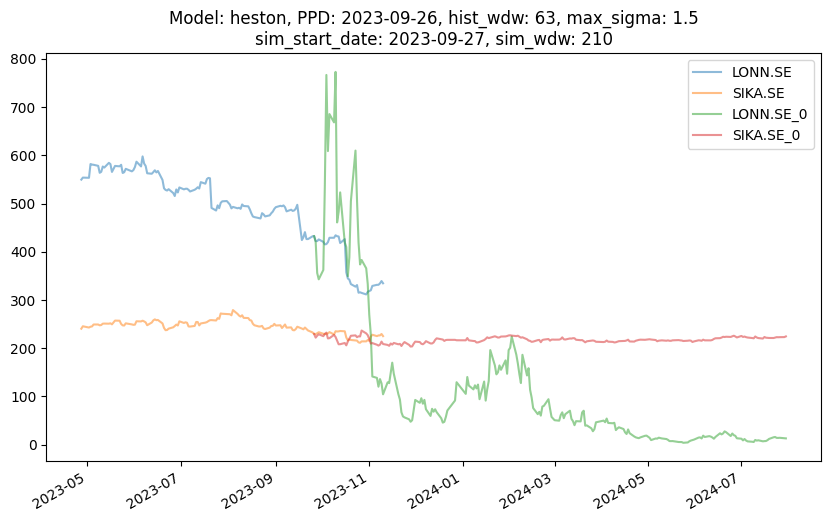 Model: heston, PPD: 2023-09-26, hist_wdw: 63, max_sigma: 1.5
sim_start_date: 2023-09-27, sim_wdw: 210
800
700
600
500
400
300
200
100
0
LONN.SE
SIKA.SE
LONN.SE_0
SIKA.SE_0
2023-05
2023-07
2023-09
2023-11
2024-01
2024-03
2024-05
2024-07